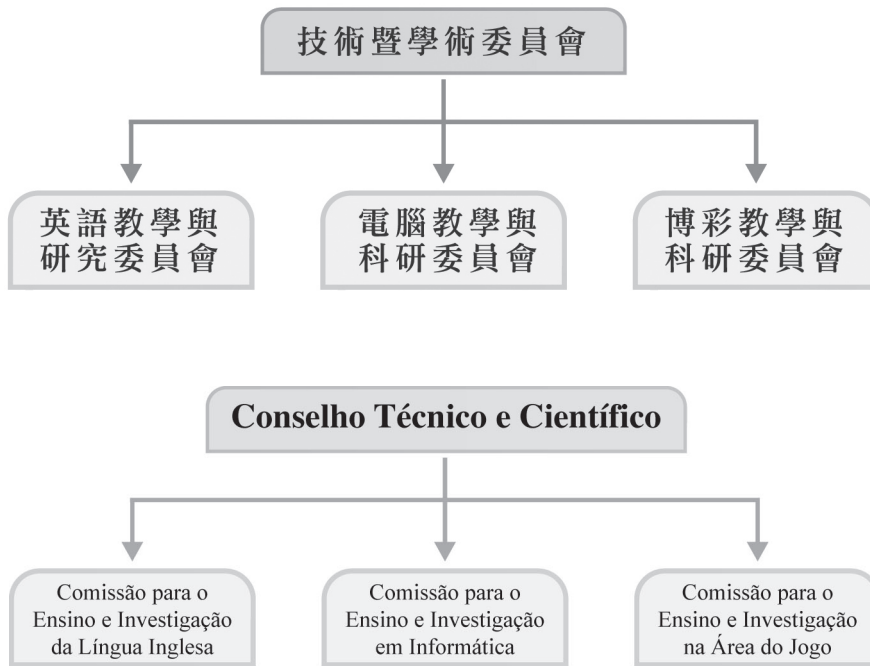 技術暨學術委員會
英語教學與
研究委員會
電腦教學與
科研委員會
博彩教學與
科研委員會
Conselho Técnico e Científico
Comissão para o
Ensino e Investigação
da Língua Inglesa
Comissão para o
Ensino e Investigação
em Informática
Comissão para o
Ensino e Investigação
na Área do Jogo